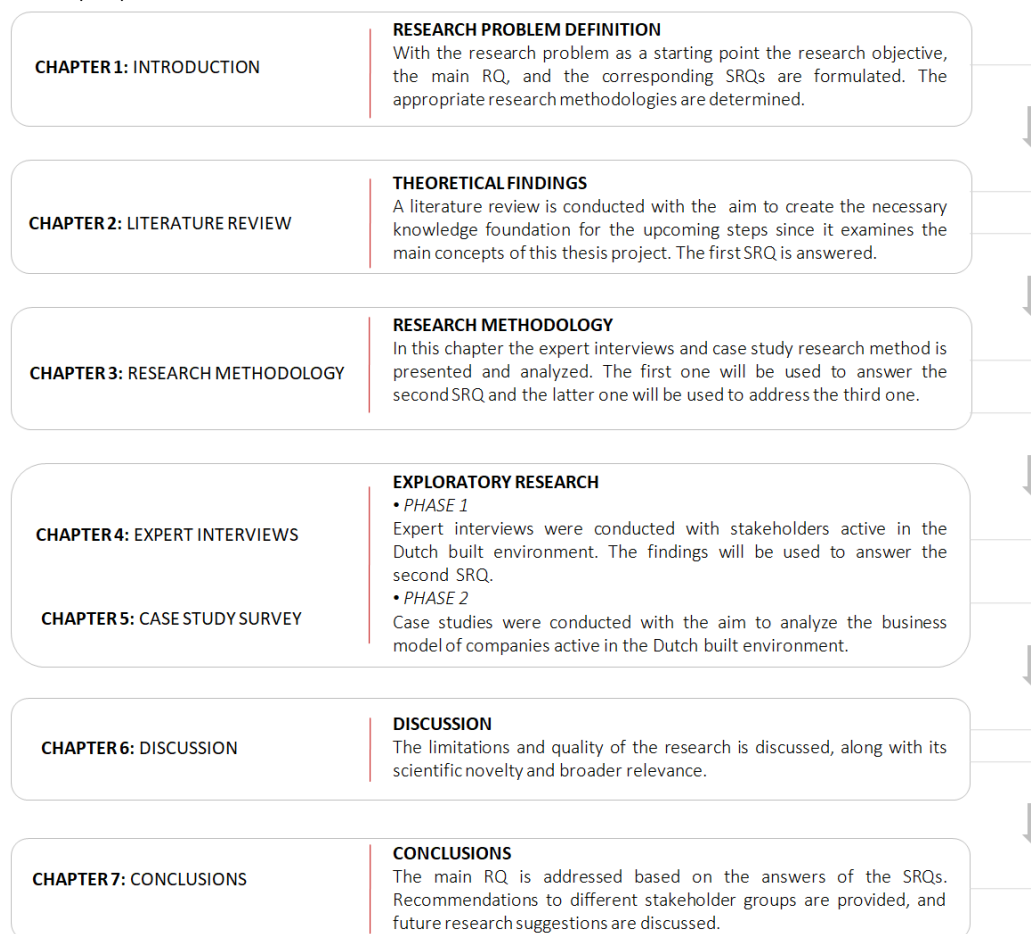 RESEARCH PROBLEM DEFINITION
CHAPTER 1: INTRODUCTION
With the research problem as a starting point the research objective,
the main RQ, and the corresponding SRQs are formulated. The
appropriate research methodologies are determined.
THEORETICAL FINDINGS
CHAPTER 2: LITERATURE REVIEW
A literature review is conducted with the aim to create the necessary
knowledge foundation for the upcoming steps since it examines the
main concepts of this thesis project. The first SRQ is answered.
RESEARCH METHODOLOGY
CHAPTER 3: RESEARCH METHODOLOGY
In this chapter the expert interviews and case study research method is
presented and analyzed. The first one will be used to answer the
second SRQ and the latter one will be used to address the third one.
EXPLORATORY RESEARCH
• PHASE 1
CHAPTER 4: EXPERT INTERVIEWS
Expert interviews were conducted with stakeholders active in the
Dutch built environment. The findings will be used to answer the
second SRQ.
• PHASE 2
CHAPTER 5: CASE STUDY SURVEY
Case studies were conducted with the aim to analyze the business
model of companies active in the Dutch built environment.
DISCUSSION
CHAPTER 6: DISCUSSION
The limitations and quality of the research is discussed, along with its
scientific novelty and broader relevance.
CONCLUSIONS
CHAPTER 7: CONCLUSIONS
The main RQ is addressed based on the answers of the SRQs.
Recommendations to different stakeholder groups are provided, and
future research suggestions are discussed.